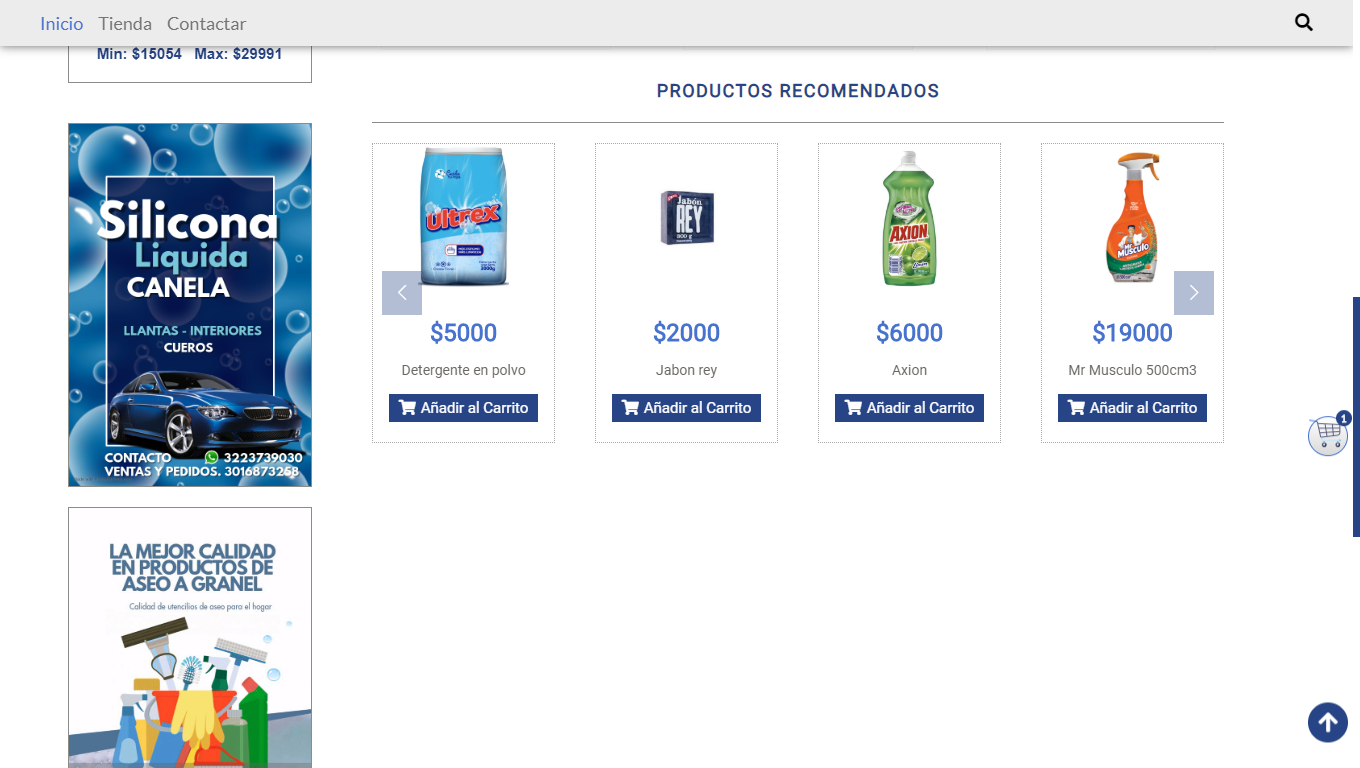 Inicio Tienda Contactar
Min: $15054 Max: $29991
PRODUCTOS RECOMENDADOS
Silicona
Liquida
CANELA
LLANTAS - INTERIORES
CUEROS
CONTACTO 3223739030
VENTAS Y PEDIDOS. 3016873258
ultrex
3000g
Jabón
REY
300 g
AXION
Mr Musculo
$5000
$2000
$6000
$19000
Detergente en polvo
Jabon rey
Axion
Mr Musculo 500cm3
Añadir al Carrito
Añadir al Carrito
Añadir al Carrito
Añadir al Carrito
1
LA MEJOR CALIDAD
EN PRODUCTOS DE
ASEO A GRANEL
Calidad de utencilios de aseo para el hogar